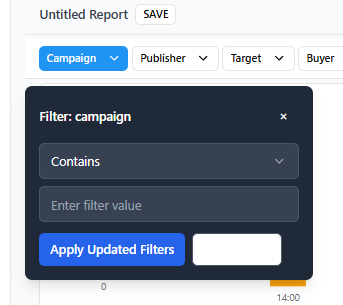 Untitled Report SAVE
Campaign Publisher Target Buyer
Filter: campaign ×
Contains
Enter filter value
Apply Updated Filters
0
14:00